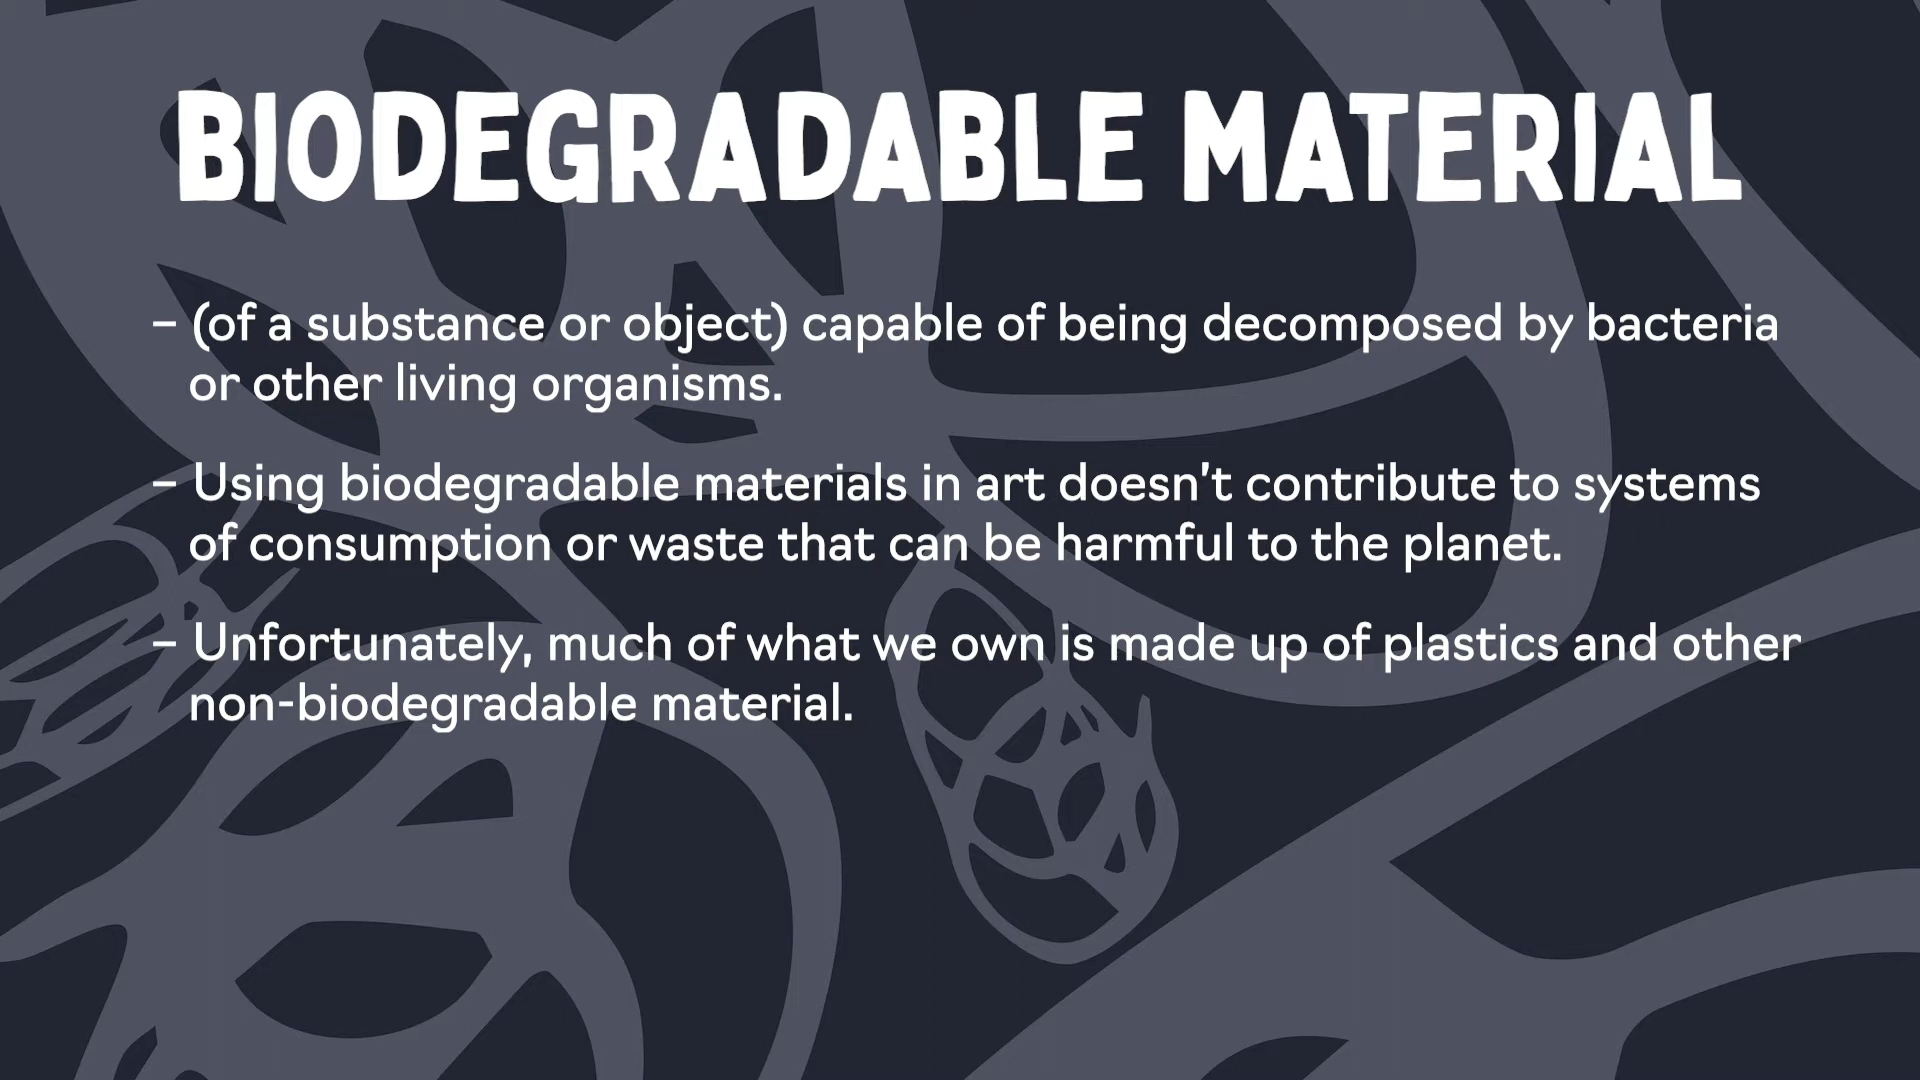 BIODEGRADABLE MATERIAL
– (of a substance or object) capable of being decomposed by bacteria
or other living organisms.
– Using biodegradable materials in art doesn't contribute to systems
of consumption or waste that can be harmful to the planet.
– Unfortunately, much of what we own is made up of plastics and other
non-biodegradable material.